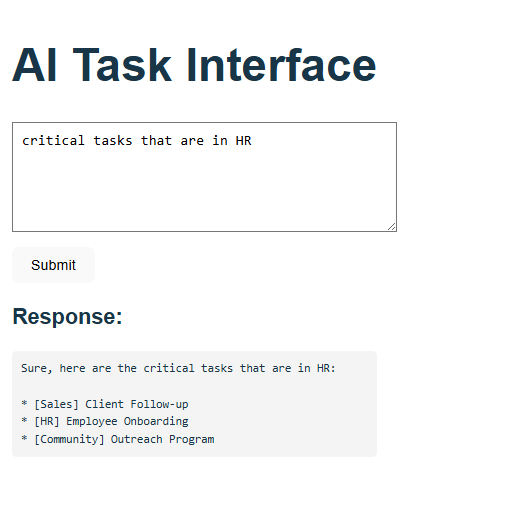 AI Task Interface
critical tasks that are in HR
Submit
Response:
Sure, here are the critical tasks that are in HR:
* [Sales] Client Follow-up
* [HR] Employee Onboarding
* [Community] Outreach Program